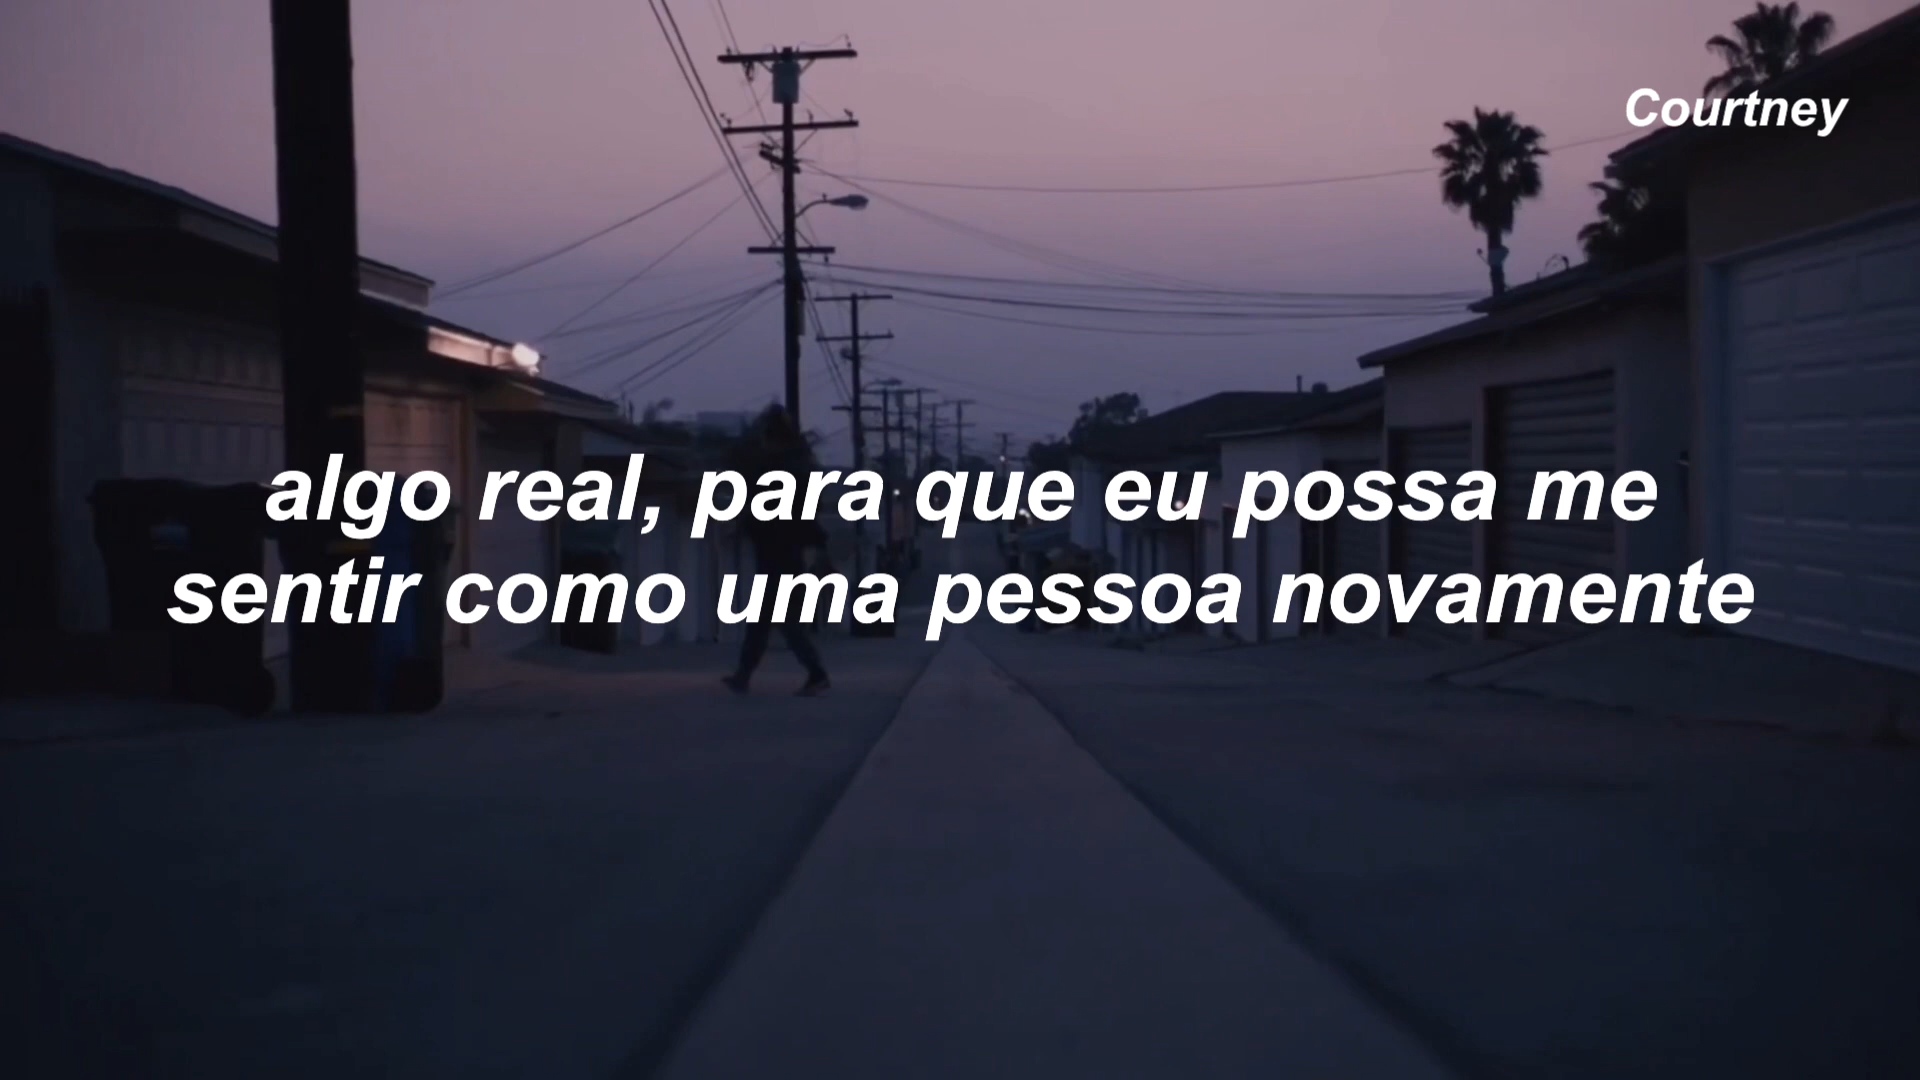 Courtney
algo real, para que eu possa me
sentir como uma pessoa novamente